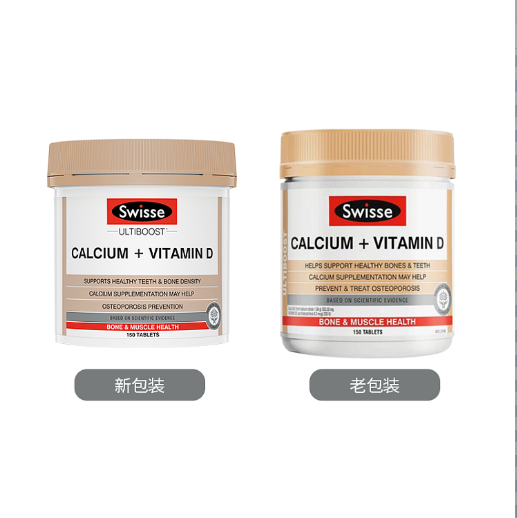 Swisse
ULTIBOOST
CALCIUM + VITAMIN D
SUPPORTS HEALTHY TEETH & BONE DENSITY
CALCIUM SUPPLEMENTATION MAY HELP
OSTEOPOROSIS PREVENTION
BASED ON SCIENTIFIC EVIDENCE
BONE & MUSCLE HEALTH
150 TABLETS
新包装
Swisse
ULTIBOOST
CALCIUM + VITAMIN D
HELPS SUPPORT HEALTHY BONES & TEETH
CALCIUM SUPPLEMENTATION MAY HELP
PREVENT & TREAT OSTEOPOROSIS
BASED ON SCIENTIFIC EVIDENCE
BONE & MUSCLE HEALTH
150 TABLETS
老包装